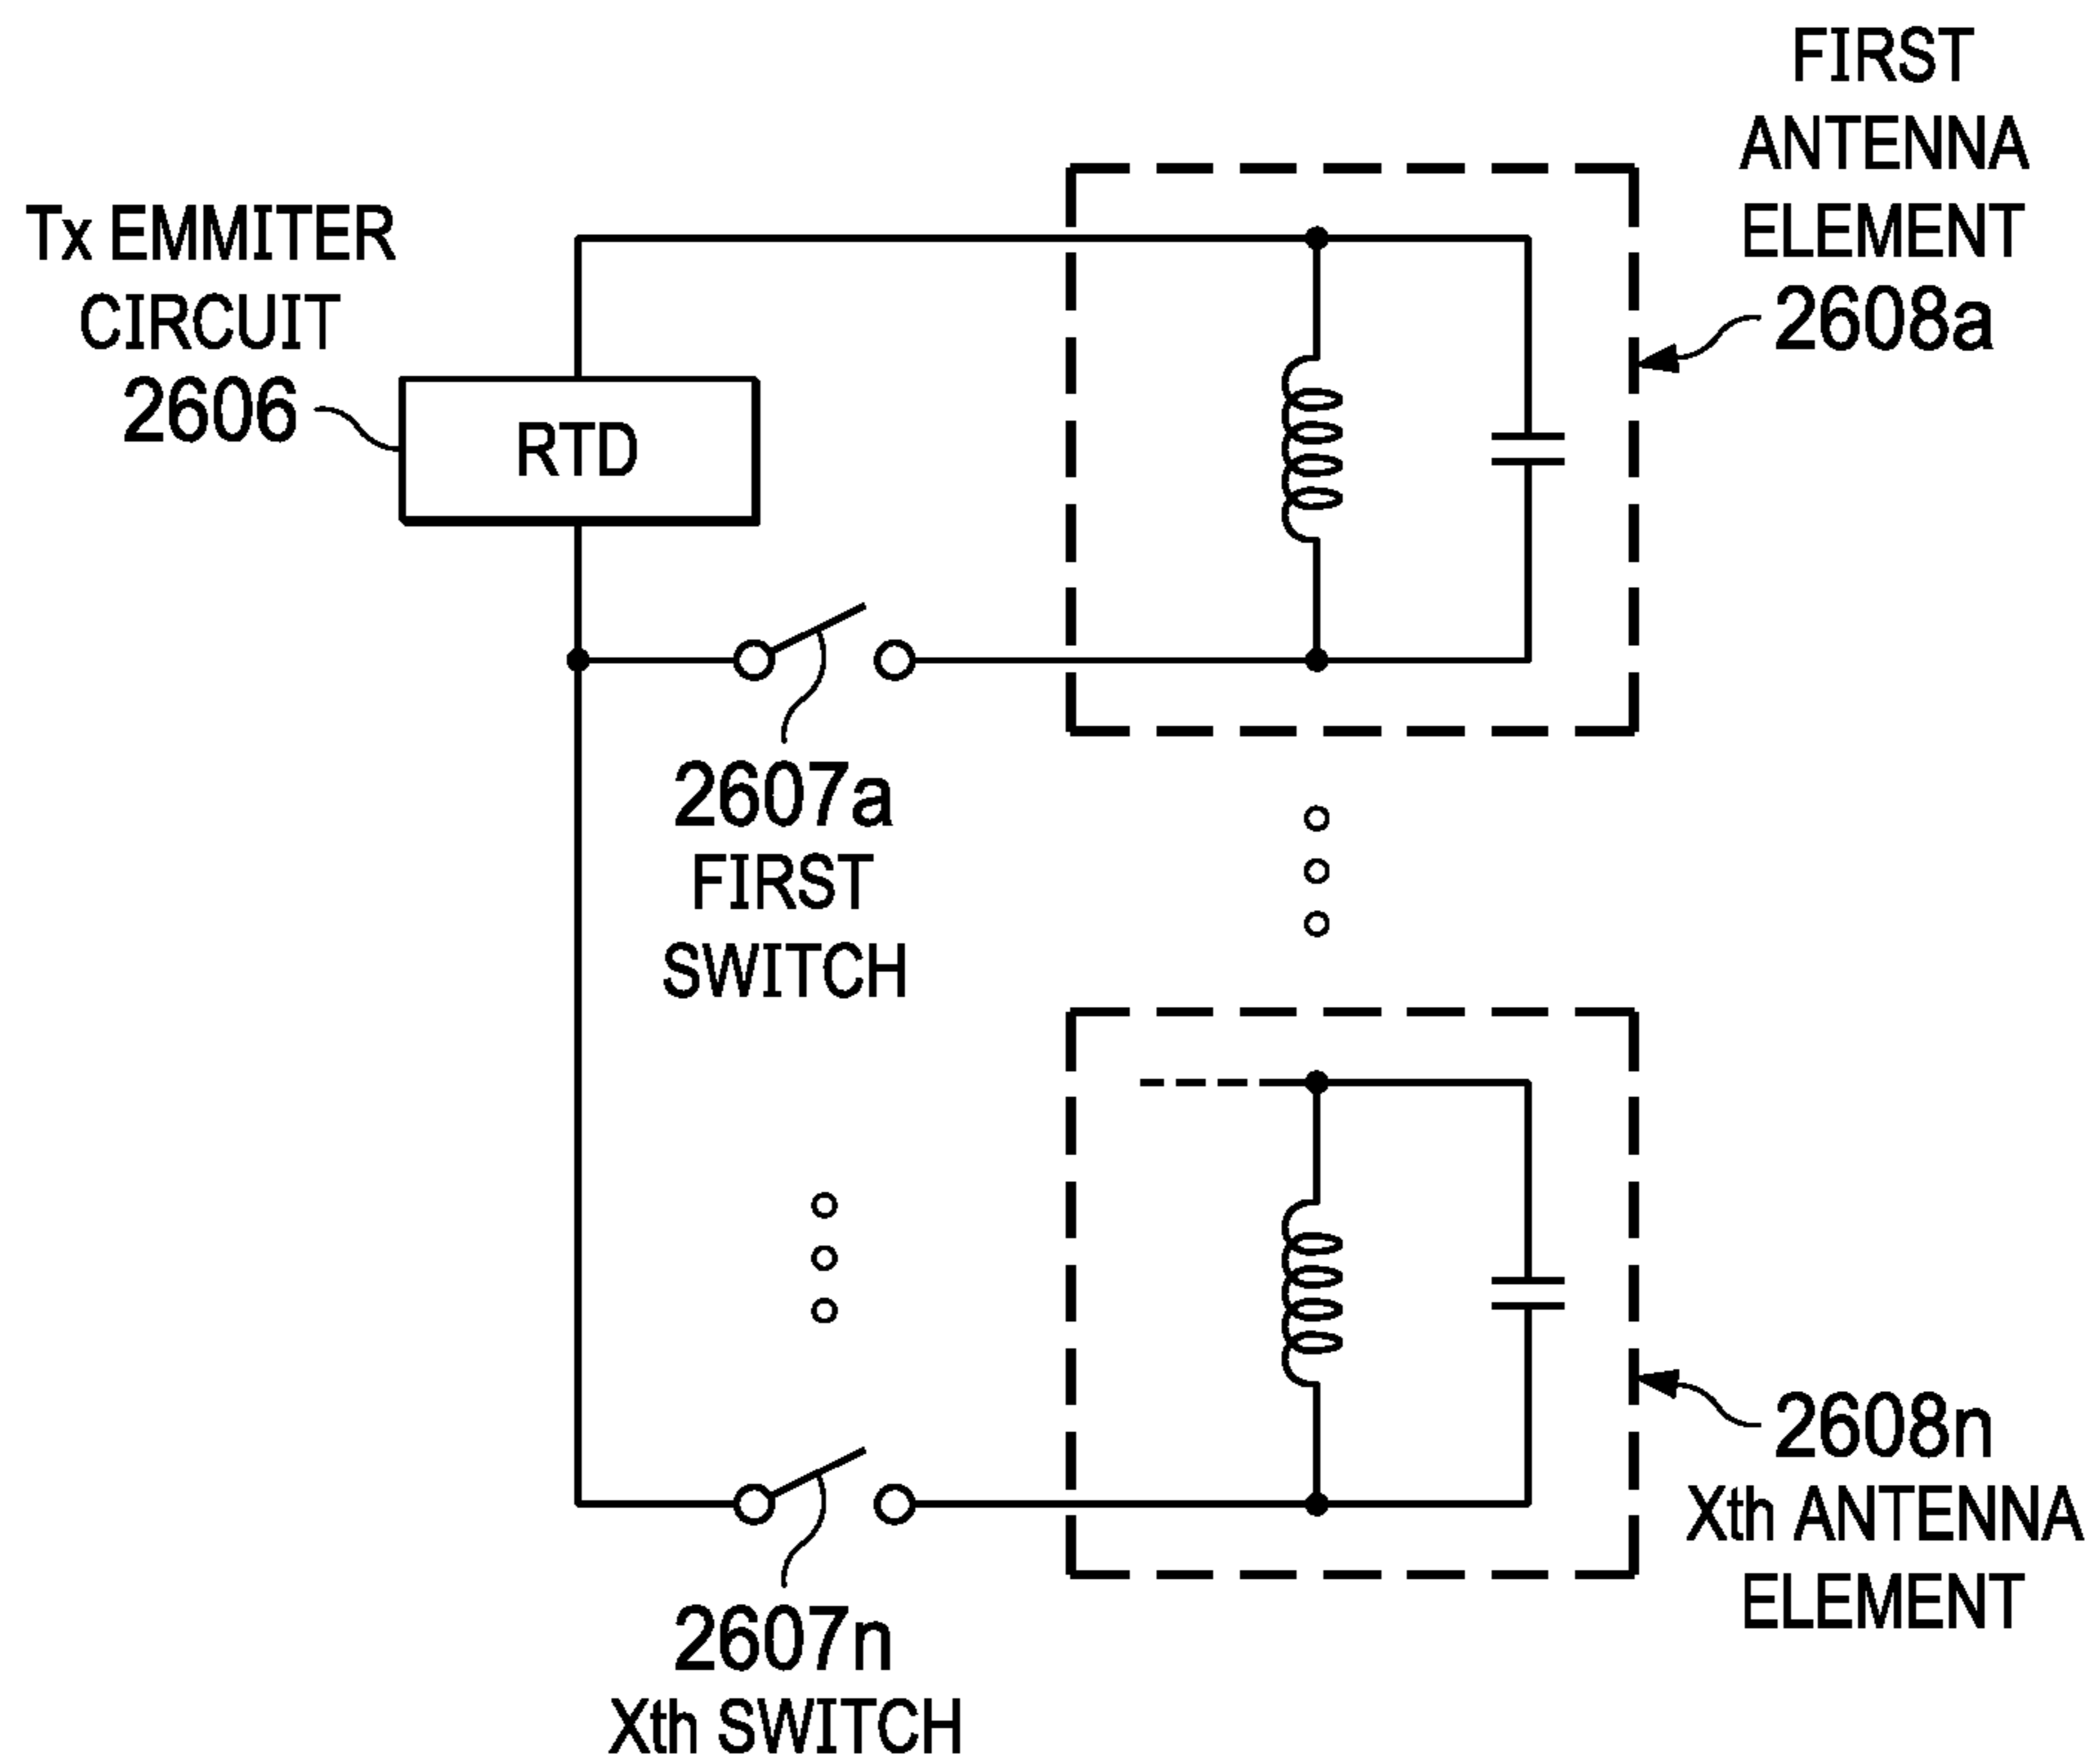 FIRST
ANTENNA
ELEMENT
2608a
Tx EMMITER
CIRCUIT
2606
RTD
2607a
FIRST
SWITCH
2608n
Xth ANTENNA
ELEMENT
2607n
Xth SWITCH